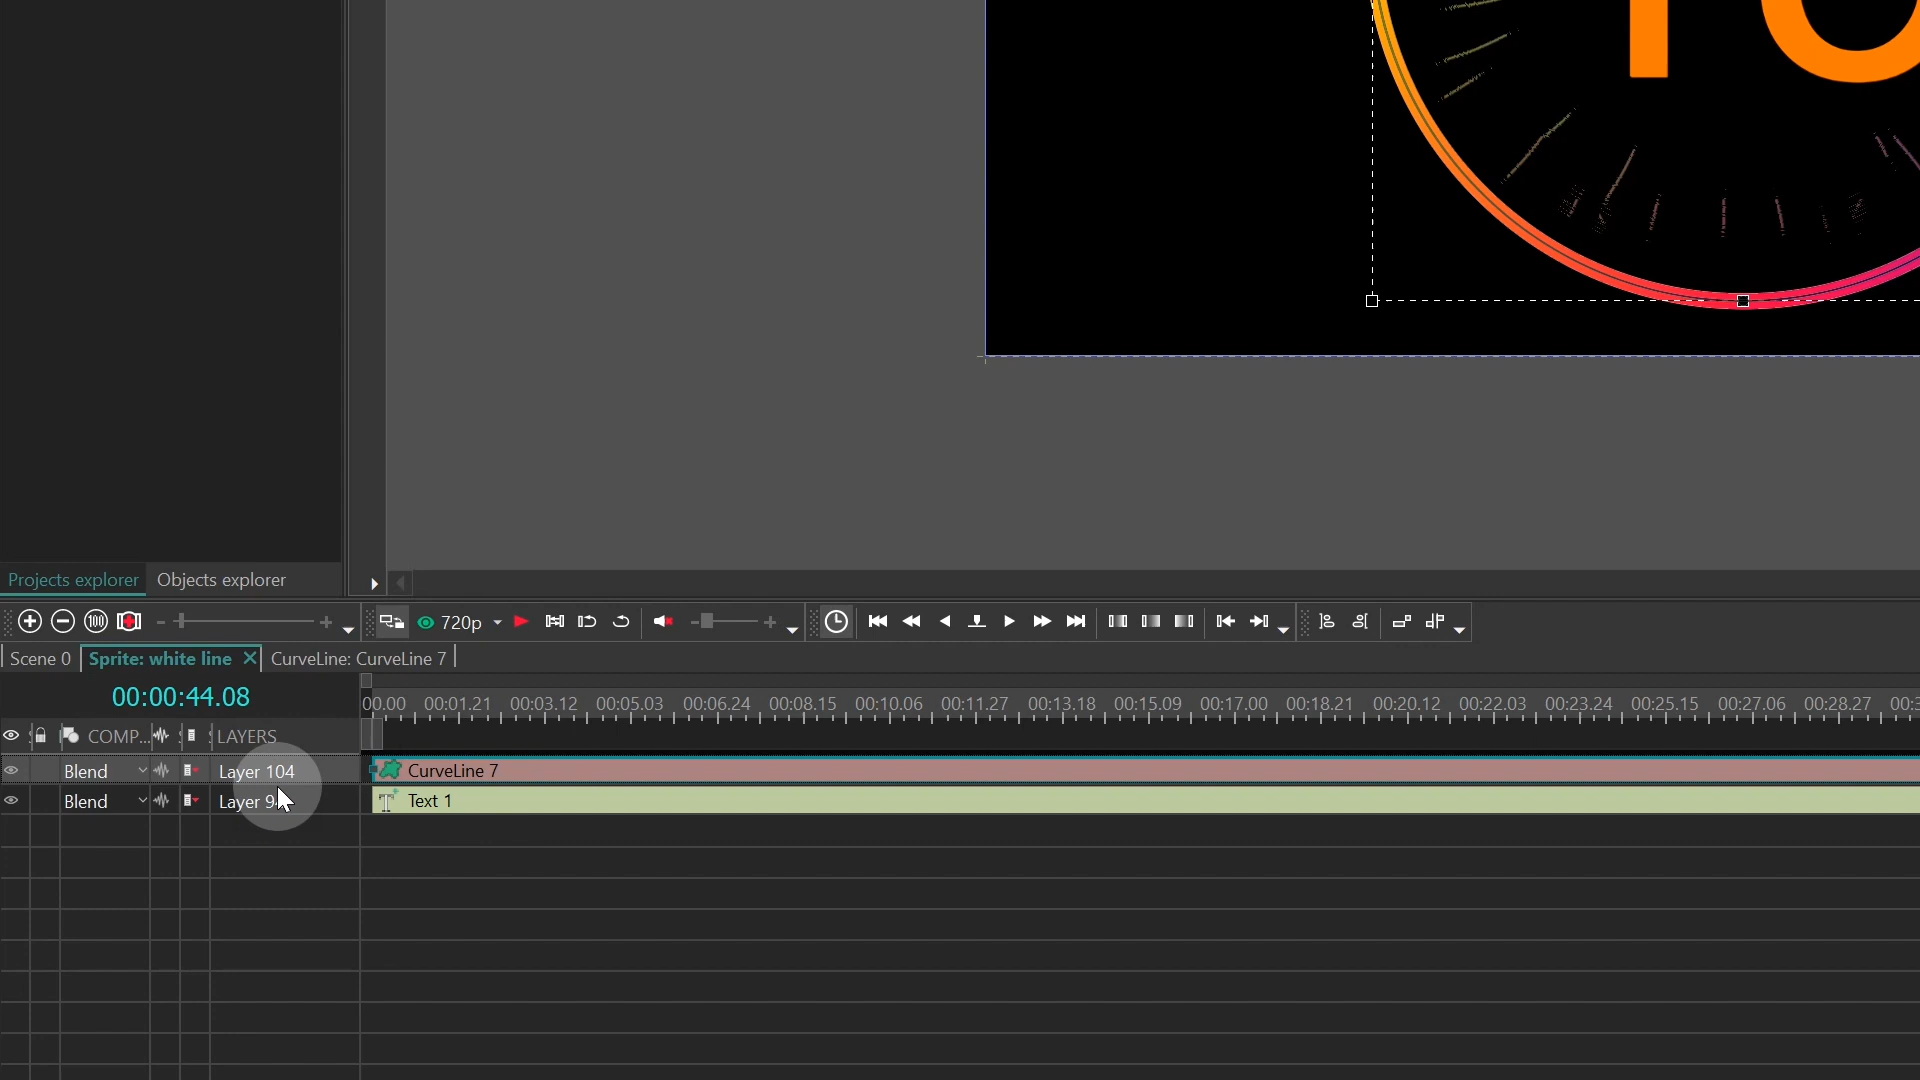 10
Projects explorer Objects explorer
100 720p
Scene 0 Sprite: white line CurveLine: CurveLine 7
00:00:44.08
00.00 00:01.21 00:03.12 00:05.03 00:06.24 00:08.15 00:10.06 00:11.27 00:13.18 00:15.09 00:17.00 00:18.21 00:20.12 00:22.03 00:23.24 00:25.15 00:27.06 00:28.27
COMP... LAYERS
Blend Layer 104 CurveLine 7
Blend Layer T Text 1